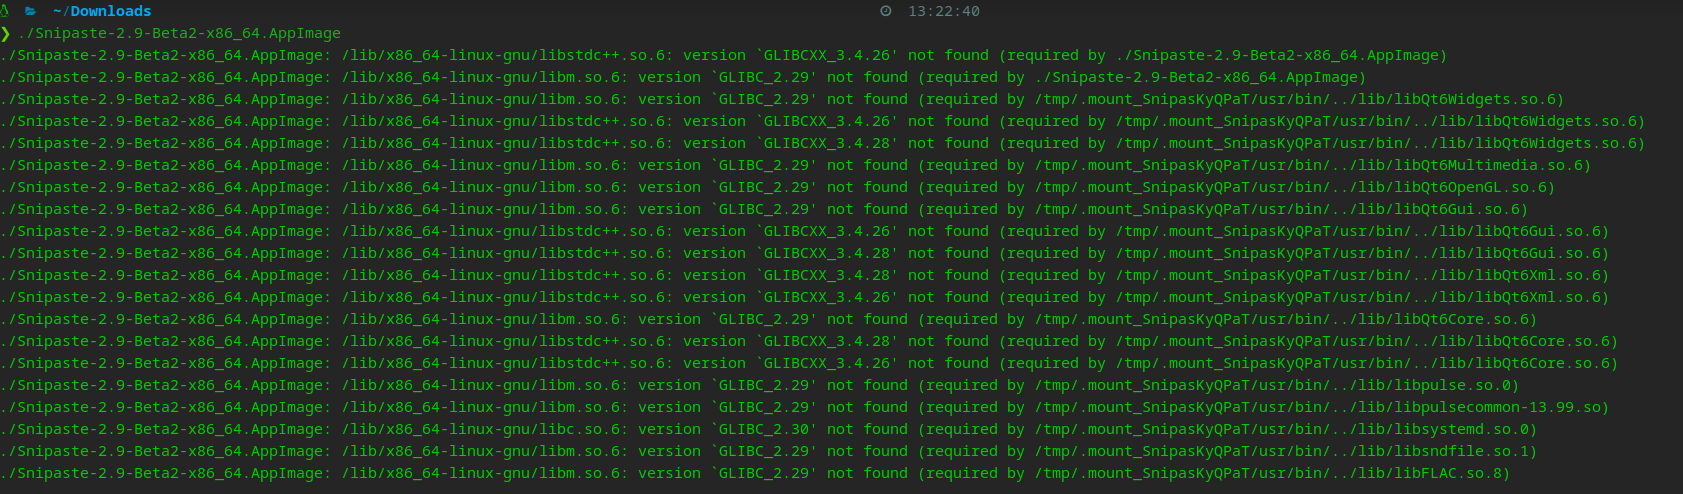 ~/Downloads 13:22:40
❯ ./Snipaste-2.9-Beta2-x86_64.AppImage
./Snipaste-2.9-Beta2-x86_64.AppImage: /lib/x86_64-linux-gnu/libstdc++.so.6: version `GLIBCXX_3.4.26' not found (required by ./Snipaste-2.9-Beta2-x86_64.AppImage)
./Snipaste-2.9-Beta2-x86_64.AppImage: /lib/x86_64-linux-gnu/libm.so.6: version `GLIBC_2.29' not found (required by ./Snipaste-2.9-Beta2-x86_64.AppImage)
./Snipaste-2.9-Beta2-x86_64.AppImage: /lib/x86_64-linux-gnu/libm.so.6: version `GLIBC_2.29' not found (required by /tmp/.mount_SnipasKyQPaT/usr/bin/../lib/libQt6Widgets.so.6)
./Snipaste-2.9-Beta2-x86_64.AppImage: /lib/x86_64-linux-gnu/libstdc++.so.6: version `GLIBCXX_3.4.26' not found (required by /tmp/.mount_SnipasKyQPaT/usr/bin/../lib/libQt6Widgets.so.6)
./Snipaste-2.9-Beta2-x86_64.AppImage: /lib/x86_64-linux-gnu/libstdc++.so.6: version `GLIBCXX_3.4.28' not found (required by /tmp/.mount_SnipasKyQPaT/usr/bin/../lib/libQt6Widgets.so.6)
./Snipaste-2.9-Beta2-x86_64.AppImage: /lib/x86_64-linux-gnu/libm.so.6: version `GLIBC_2.29' not found (required by /tmp/.mount_SnipasKyQPaT/usr/bin/../lib/libQt6Multimedia.so.6)
./Snipaste-2.9-Beta2-x86_64.AppImage: /lib/x86_64-linux-gnu/libm.so.6: version `GLIBC_2.29' not found (required by /tmp/.mount_SnipasKyQPaT/usr/bin/../lib/libQt6OpenGL.so.6)
./Snipaste-2.9-Beta2-x86_64.AppImage: /lib/x86_64-linux-gnu/libm.so.6: version `GLIBC_2.29' not found (required by /tmp/.mount_SnipasKyQPaT/usr/bin/../lib/libQt6Gui.so.6)
./Snipaste-2.9-Beta2-x86_64.AppImage: /lib/x86_64-linux-gnu/libstdc++.so.6: version `GLIBCXX_3.4.26' not found (required by /tmp/.mount_SnipasKyQPaT/usr/bin/../lib/libQt6Gui.so.6)
./Snipaste-2.9-Beta2-x86_64.AppImage: /lib/x86_64-linux-gnu/libstdc++.so.6: version `GLIBCXX_3.4.28' not found (required by /tmp/.mount_SnipasKyQPaT/usr/bin/../lib/libQt6Gui.so.6)
./Snipaste-2.9-Beta2-x86_64.AppImage: /lib/x86_64-linux-gnu/libstdc++.so.6: version `GLIBCXX_3.4.28' not found (required by /tmp/.mount_SnipasKyQPaT/usr/bin/../lib/libQt6Xml.so.6)
./Snipaste-2.9-Beta2-x86_64.AppImage: /lib/x86_64-linux-gnu/libstdc++.so.6: version `GLIBCXX_3.4.26' not found (required by /tmp/.mount_SnipasKyQPaT/usr/bin/../lib/libQt6Xml.so.6)
./Snipaste-2.9-Beta2-x86_64.AppImage: /lib/x86_64-linux-gnu/libm.so.6: version `GLIBC_2.29' not found (required by /tmp/.mount_SnipasKyQPaT/usr/bin/../lib/libQt6Core.so.6)
./Snipaste-2.9-Beta2-x86_64.AppImage: /lib/x86_64-linux-gnu/libstdc++.so.6: version `GLIBCXX_3.4.28' not found (required by /tmp/.mount_SnipasKyQPaT/usr/bin/../lib/libQt6Core.so.6)
./Snipaste-2.9-Beta2-x86_64.AppImage: /lib/x86_64-linux-gnu/libstdc++.so.6: version `GLIBCXX_3.4.26' not found (required by /tmp/.mount_SnipasKyQPaT/usr/bin/../lib/libQt6Core.so.6)
./Snipaste-2.9-Beta2-x86_64.AppImage: /lib/x86_64-linux-gnu/libm.so.6: version `GLIBC_2.29' not found (required by /tmp/.mount_SnipasKyQPaT/usr/bin/../lib/libpulse.so.0)
./Snipaste-2.9-Beta2-x86_64.AppImage: /lib/x86_64-linux-gnu/libm.so.6: version `GLIBC_2.29' not found (required by /tmp/.mount_SnipasKyQPaT/usr/bin/../lib/libpulsecommon-13.99.so)
./Snipaste-2.9-Beta2-x86_64.AppImage: /lib/x86_64-linux-gnu/libc.so.6: version `GLIBC_2.30' not found (required by /tmp/.mount_SnipasKyQPaT/usr/bin/../lib/libsystemd.so.0)
./Snipaste-2.9-Beta2-x86_64.AppImage: /lib/x86_64-linux-gnu/libm.so.6: version `GLIBC_2.29' not found (required by /tmp/.mount_SnipasKyQPaT/usr/bin/../lib/libsndfile.so.1)
./Snipaste-2.9-Beta2-x86_64.AppImage: /lib/x86_64-linux-gnu/libm.so.6: version `GLIBC_2.29' not found (required by /tmp/.mount_SnipasKyQPaT/usr/bin/../lib/libFLAC.so.8)